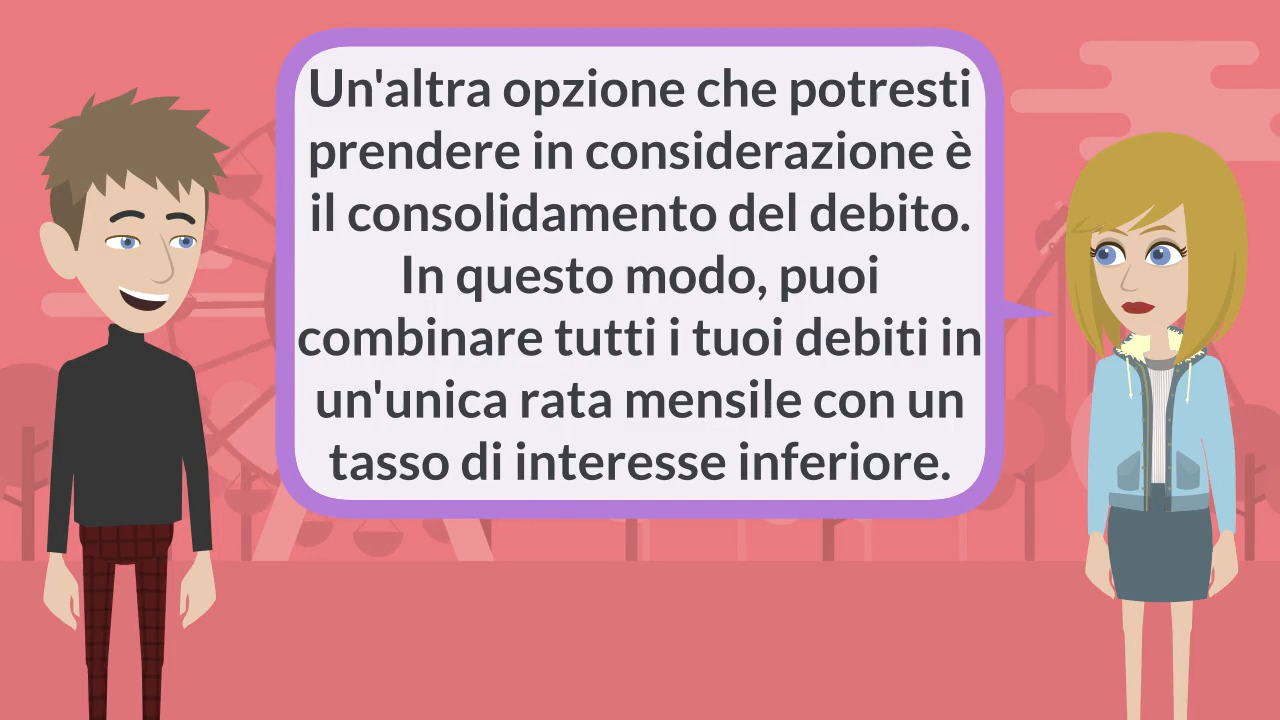 Un'altra opzione che potresti
prendere in considerazione è
il consolidamento del debito.
In questo modo, puoi
combinare tutti i tuoi debiti in
un'unica rata mensile con un
tasso di interesse inferiore.